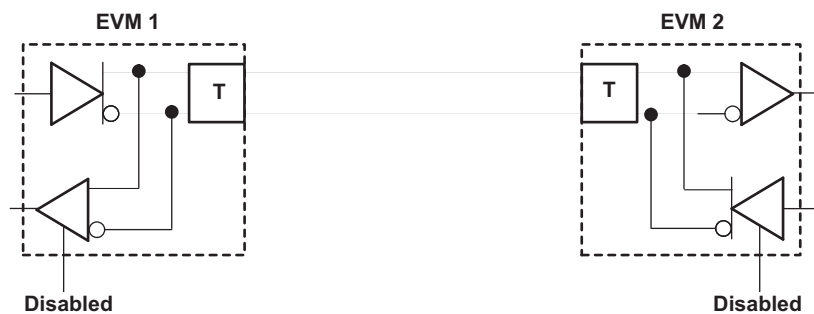 EVM 1
EVM 2
T
T
Disabled
Disabled